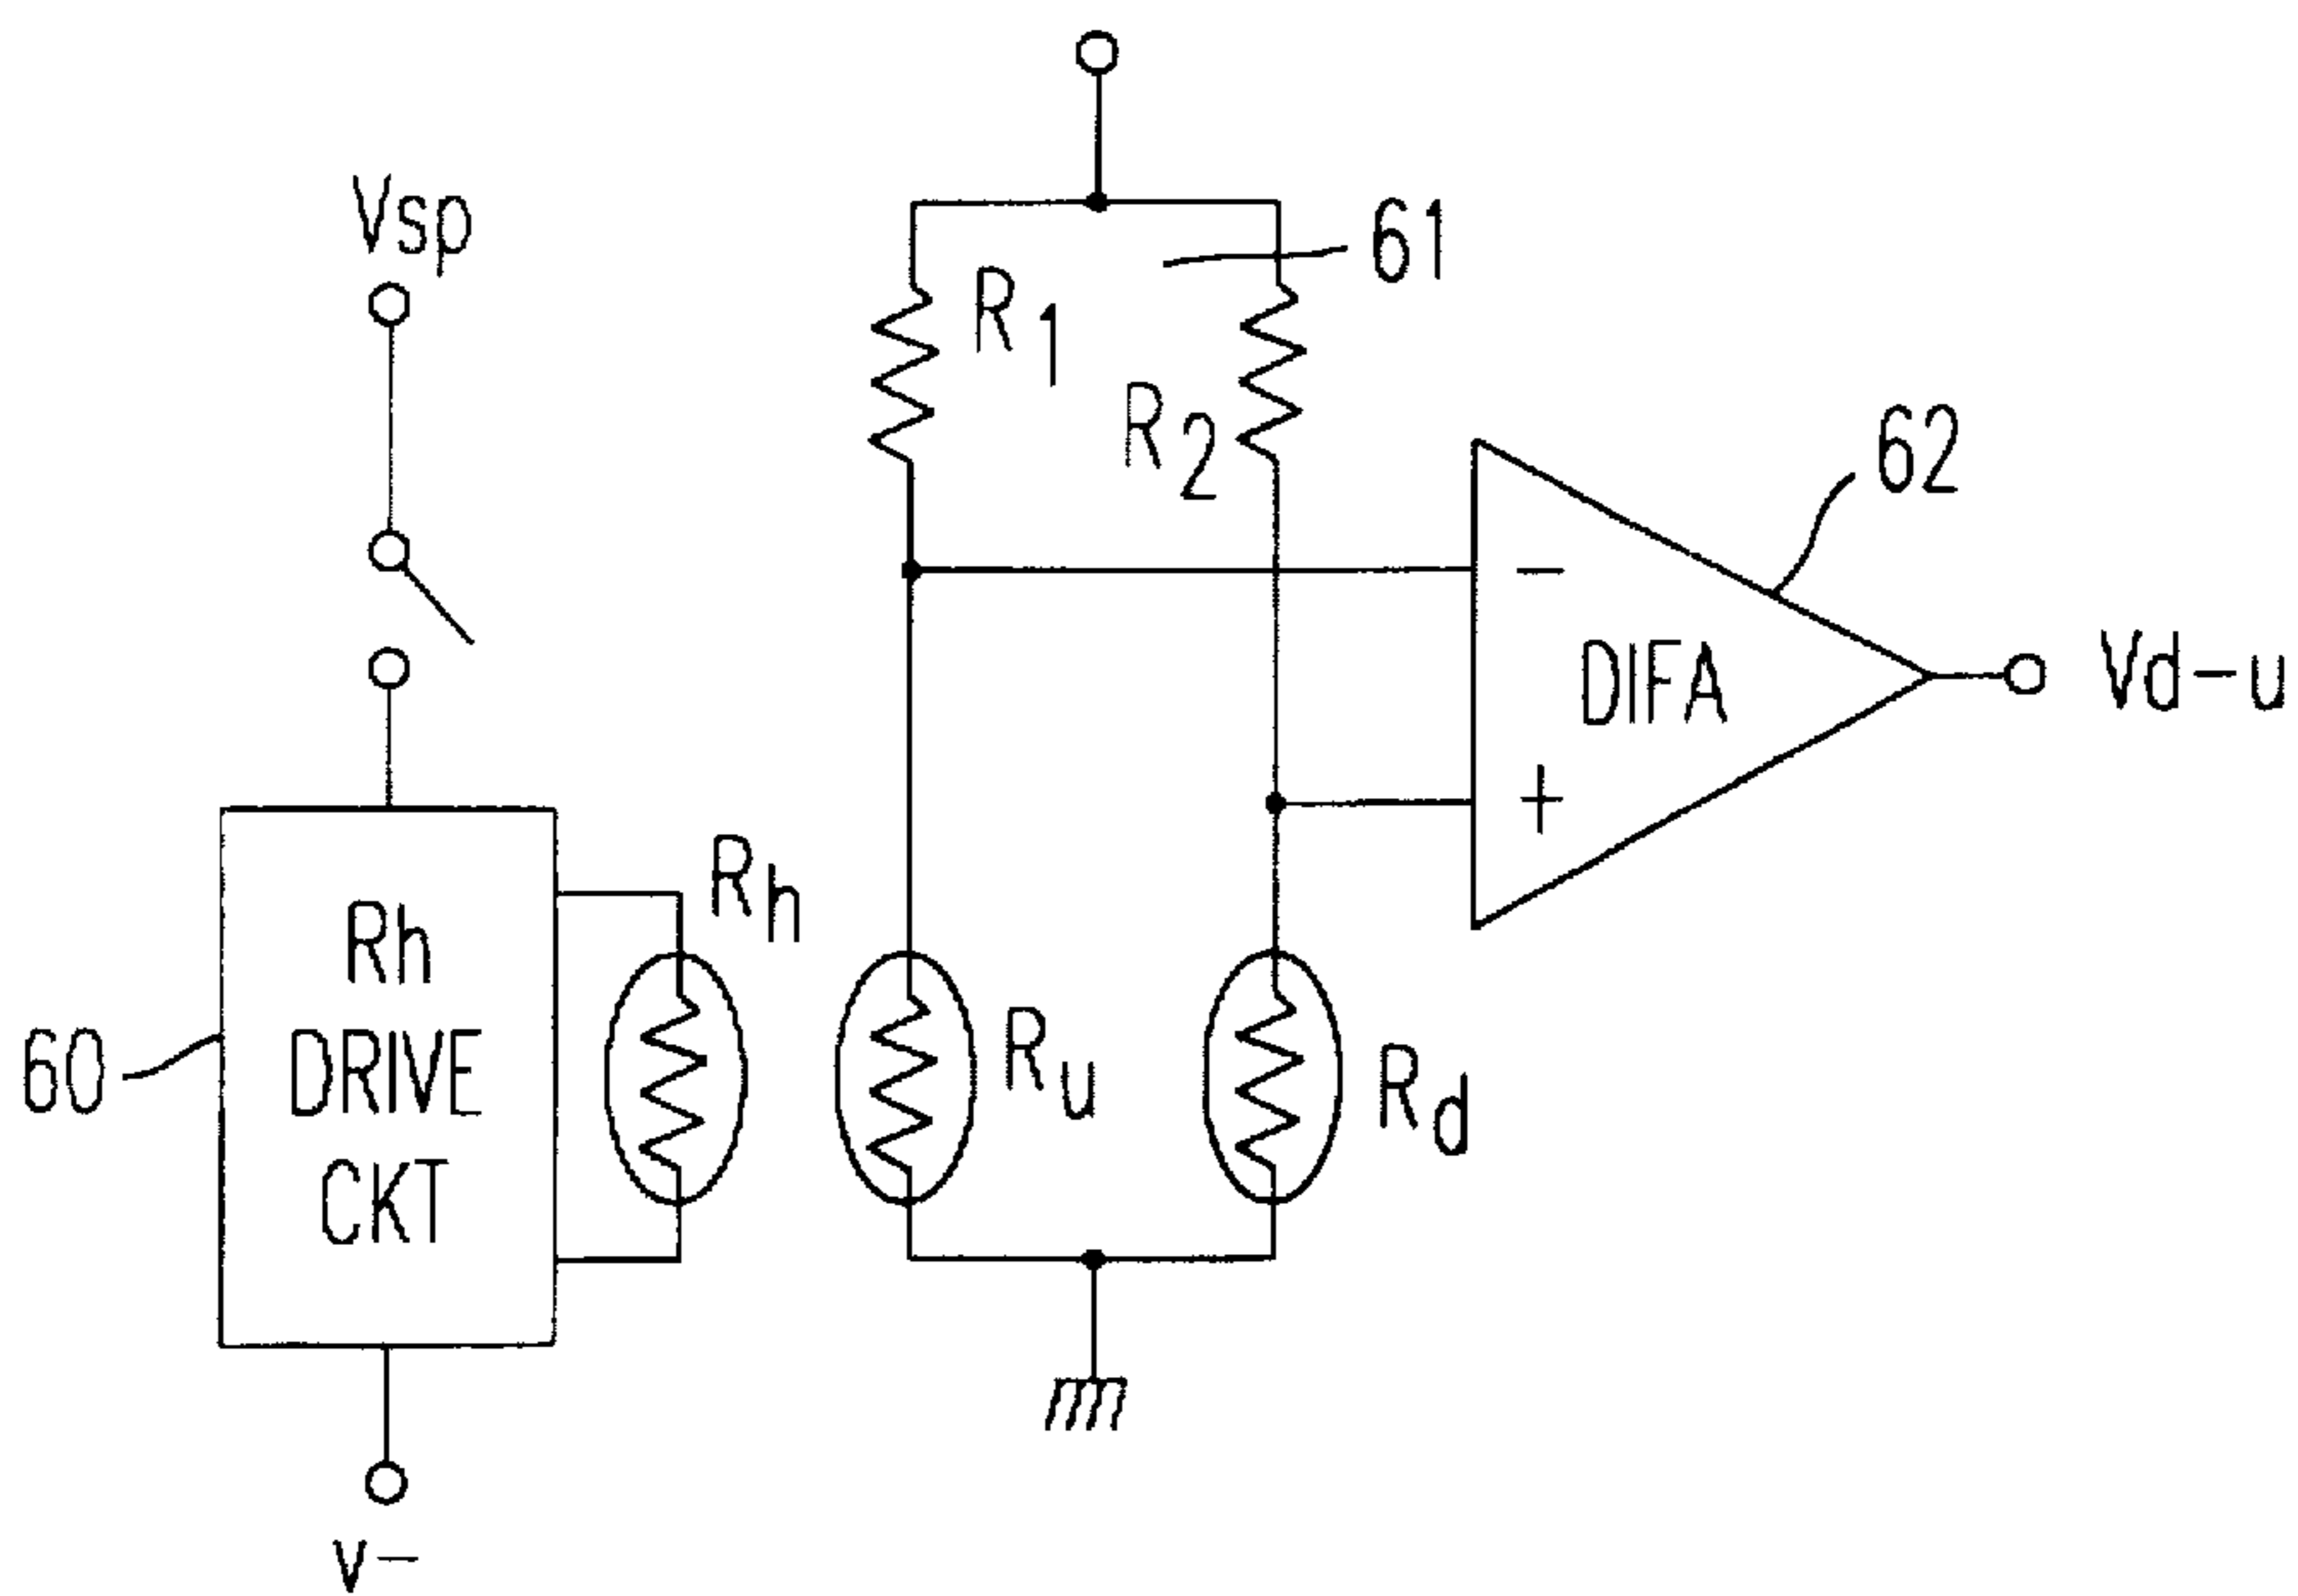 Vsp
R1
61
R2
62
-
DIFA
+
Vd-u
Rh
DRIVE
CKT
60
Rh
Ru
Rd
v-